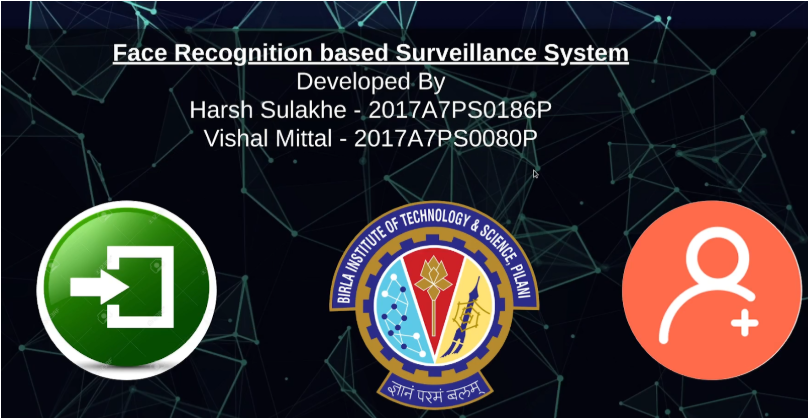 Face Recognition based Surveillance System
Developed By
Harsh Sulakhe - 2017A7PS0186P
Vishal Mittal - 2017A7PS0080P
BIRLA INSTITUTE OF TECHNOLOGY & SCIENCE, PILANI
ज्ञानं परमं बलम्